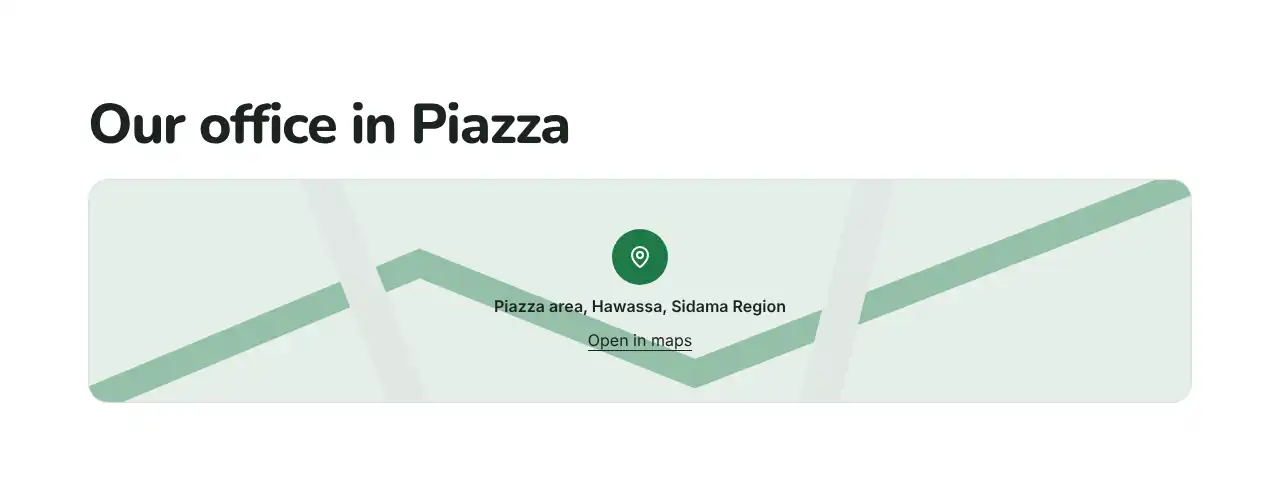 Our office in Piazza
Piazza area, Hawassa, Sidama Region
Open in maps